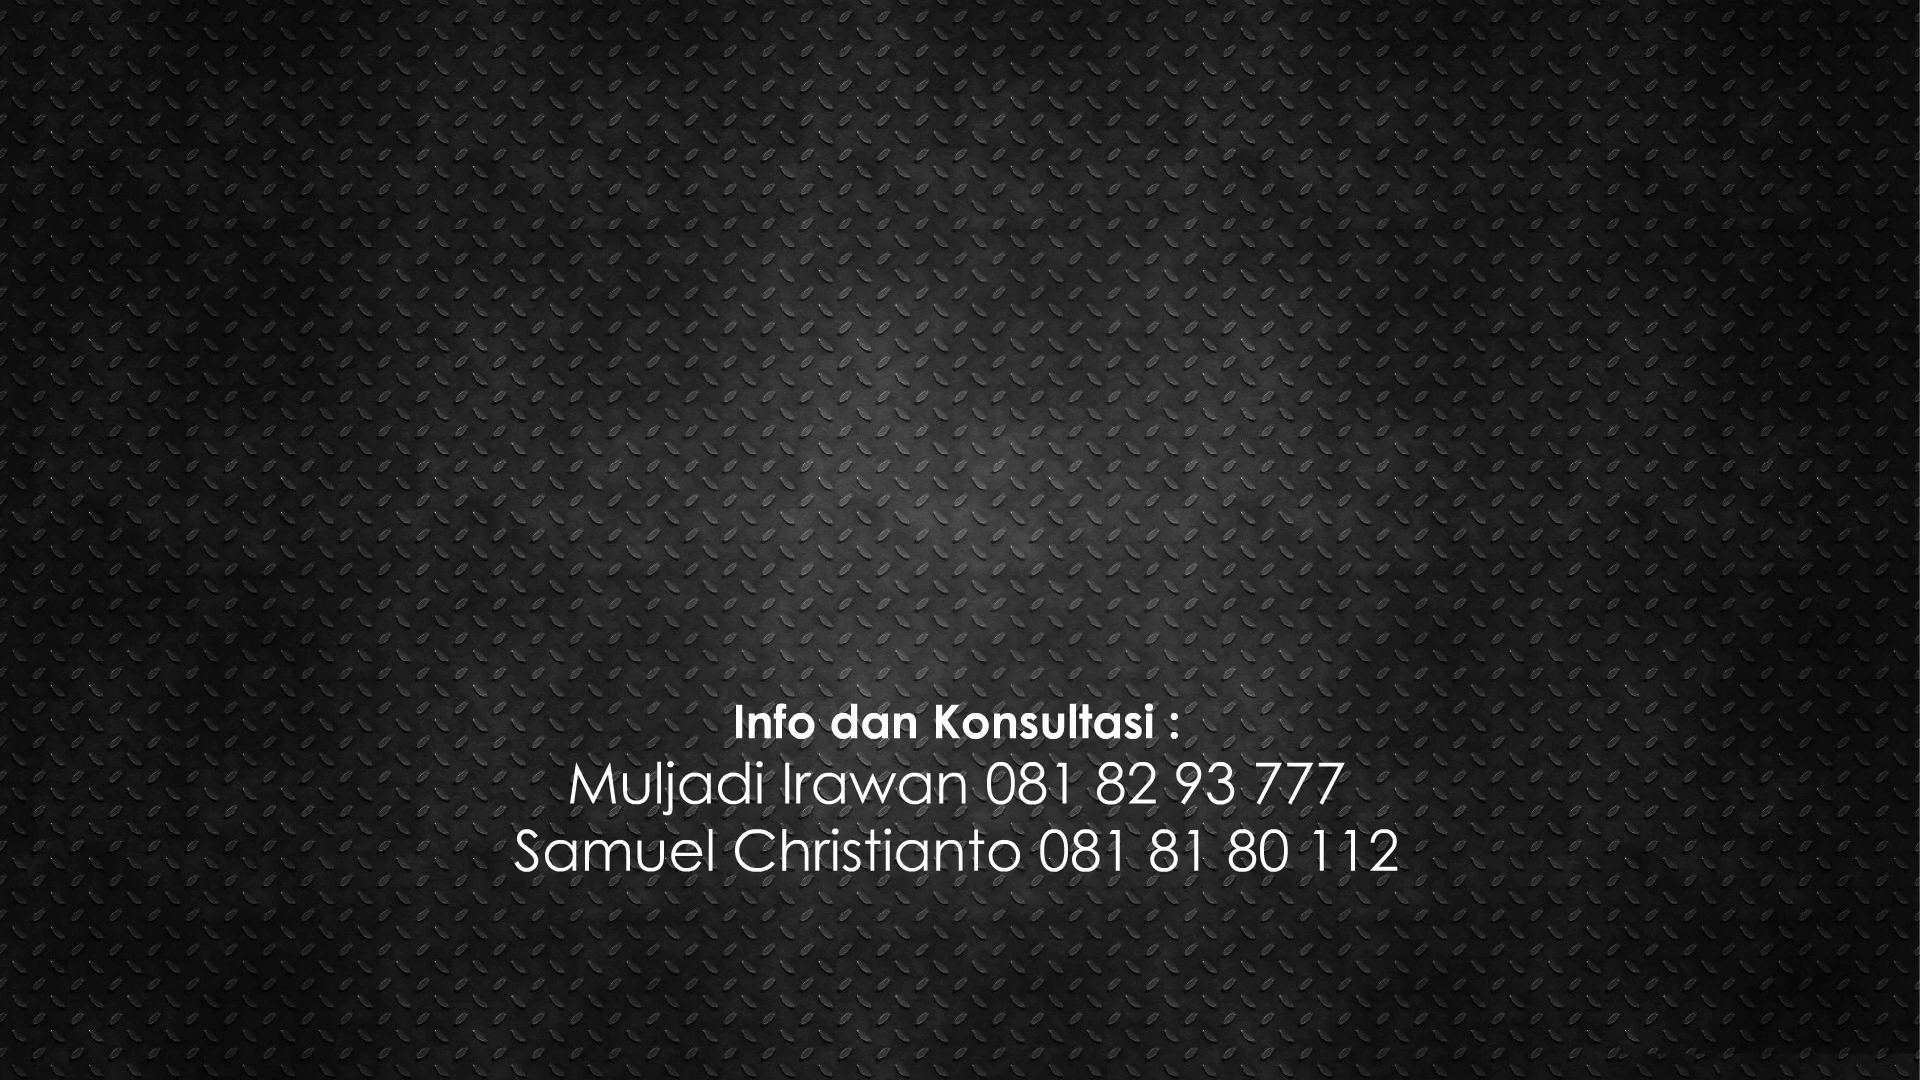 Info dan Konsultasi :
Muljadi Irawan 081 82 93 777
Samuel Christianto 081 81 80 112